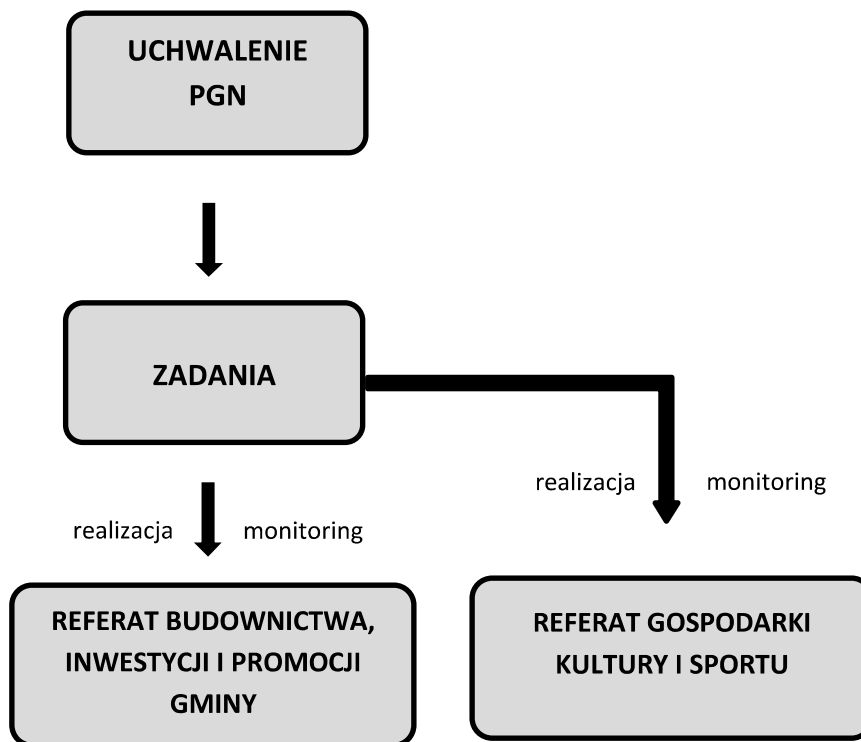 UCHWALENIE
PGN
ZADANIA
realizacja monitoring
realizacja monitoring
REFERAT BUDOWNICTWA,
INWESTYCJI I PROMOCJI
GMINY
REFERAT GOSPODARKI
KULTURY I SPORTU